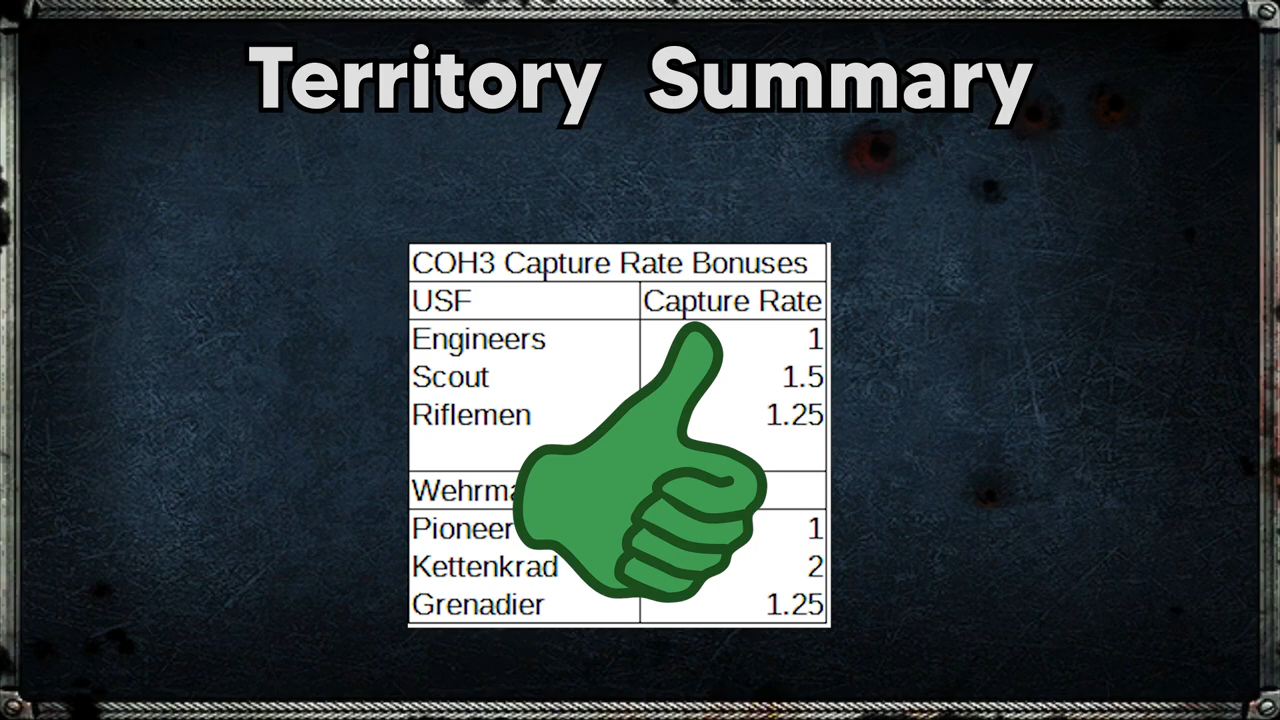 Territory Summary
COH3 Capture Rate Bonuses
USF Capture Rate
Engineers 1
Scout 1.5
Riflemen 1.25
Pioneer 1
Kettenkrad 2
Grenadier 1.25